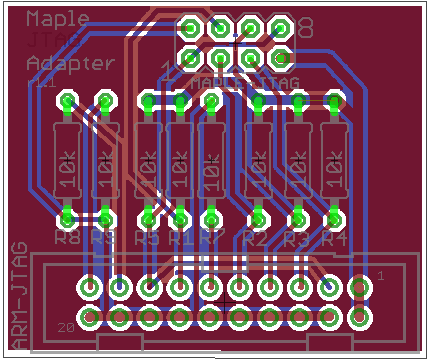 Maple
JTAG
Adapter
r1.1
8
1
MAPLE-JTAG
10k 10k 10k 10k 10k 10k 10k 10k
R8 R5 R1 R7 R2 R3 R4
ARM-JTAG
1
20